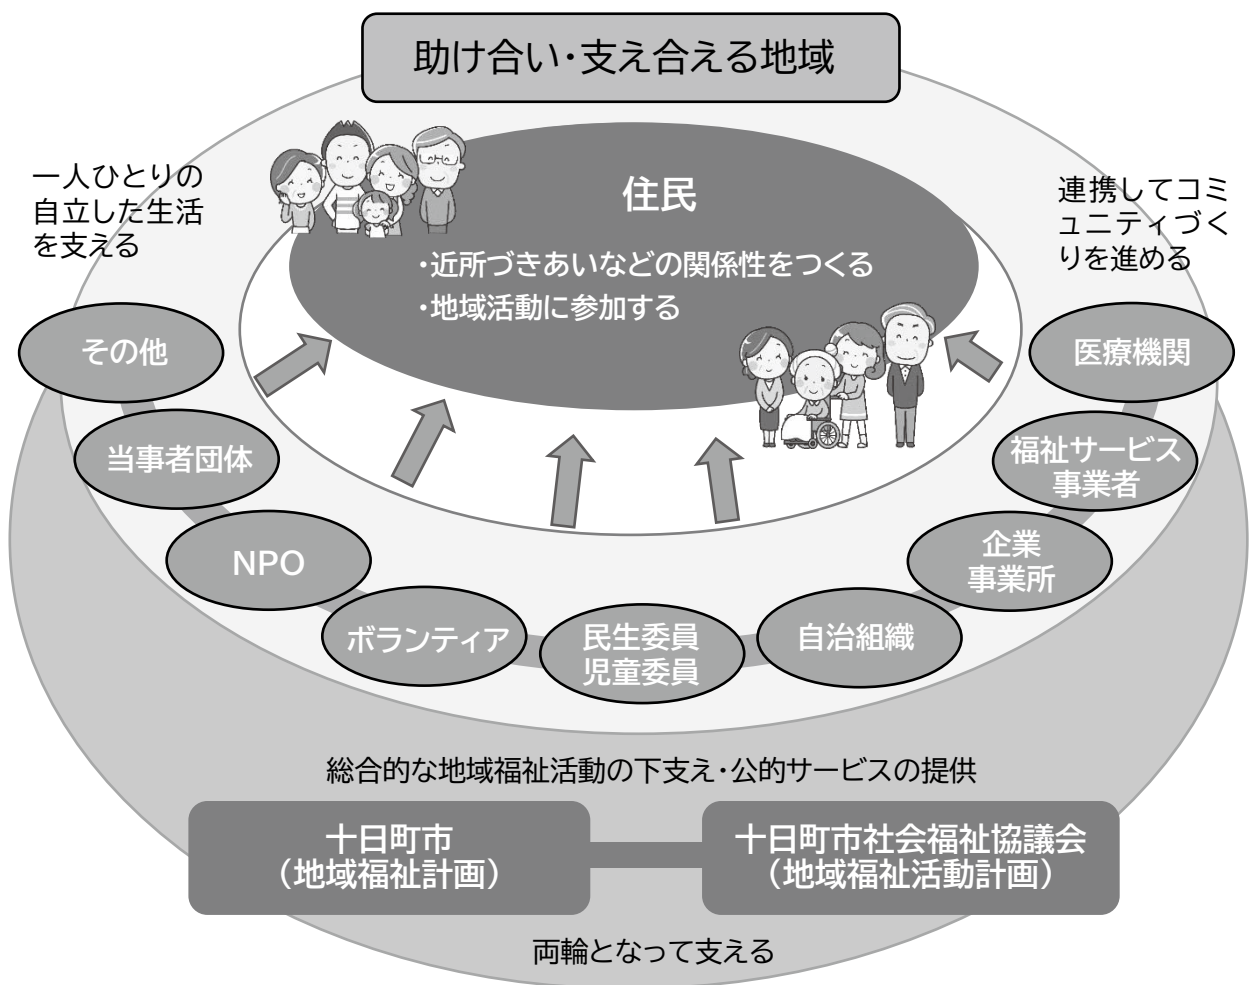 助け合い・支え合える地域
一人ひとりの
自立した生活
を支える
住民
・近所づきあいなどの関係性をつくる
・地域活動に参加する
連携してコミ
ュニティづく
りを進める
その他
当事者団体
NPO
ボランティア
民生委員
児童委員
自治組織
企業
事業所
福祉サービス
事業者
医療機関
総合的な地域福祉活動の下支え・公的サービスの提供
十日町市
（地域福祉計画）
十日町市社会福祉協議会
（地域福祉活動計画）
両輪となって支える